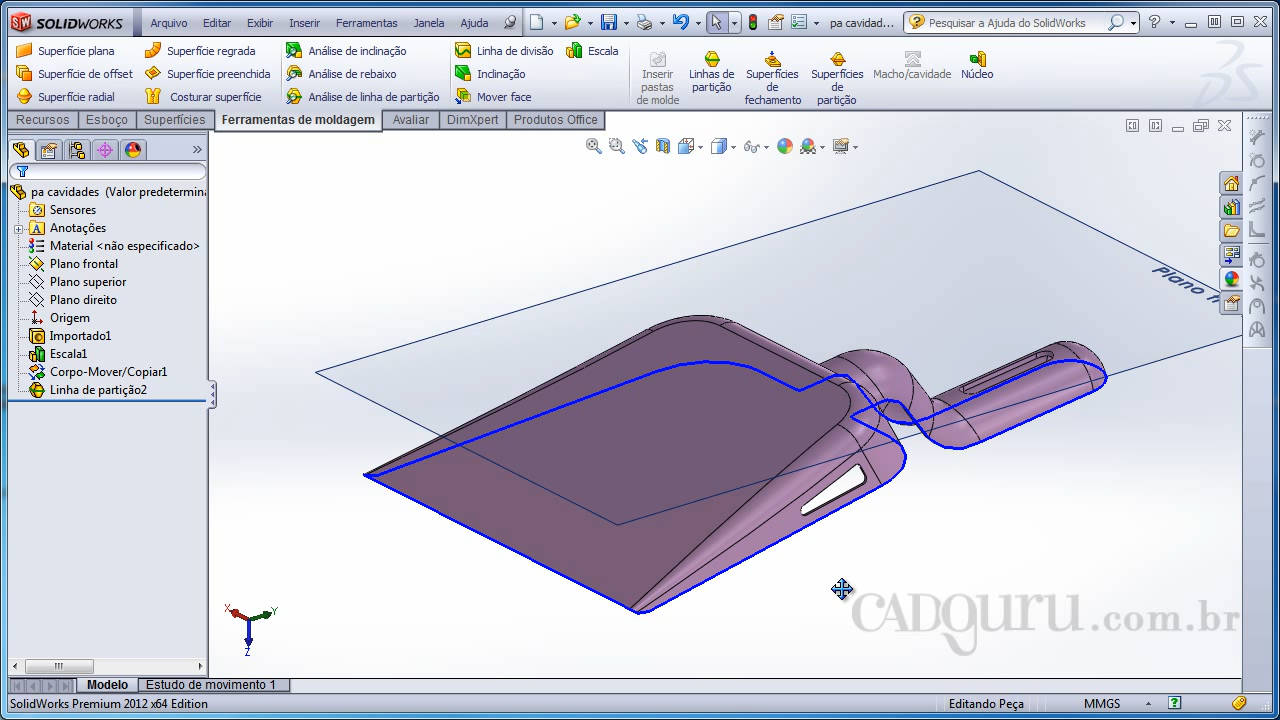 SOLIDWORKS Arquivo Editar Exibir Inserir Ferramentas Janela Ajuda pa cavidad... Pesquisar a Ajuda do SolidWorks
Superfície plana Superfície regrada Análise de inclinação Linha de divisão Escala
Superfície de offset Superfície preenchida Análise de rebaixo Inclinação
Superfície radial Costurar superfície Análise de linha de partição Mover face
Inserir pastas de molde
Linhas de partição
Superfícies de fechamento
Superfícies de partição
Macho/cavidade
Núcleo
Recursos Esboço Superfícies Ferramentas de moldagem Avaliar DimXpert Produtos Office
pa cavidades (Valor predetermina
Sensores
Anotações
Material <não especificado>
Plano frontal
Plano superior
Plano direito
Origem
Importado1
Escala1
Corpo-Mover/Copiar1
Linha de partição2
Plano fr
X Y Z
CADGuru.com.br
Modelo Estudo de movimento 1
SolidWorks Premium 2012 x64 Edition Editando Peça MMGS